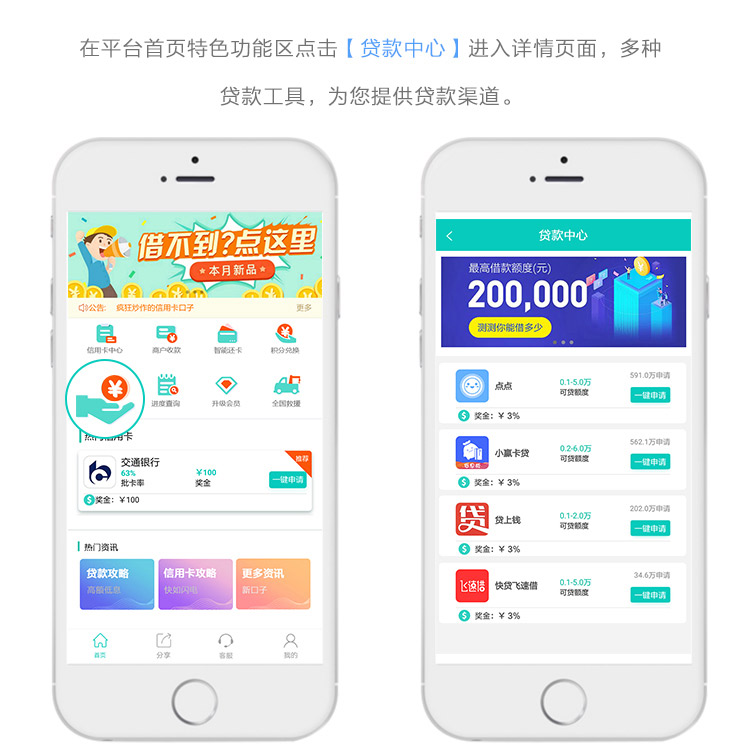 在平台首页特色功能区点击【贷款中心】进入详情页面，多种
贷款工具，为您提供贷款渠道。
借不到?点这里
★本月新品★
公告: 疯狂炒作的信用卡口子 更多
信用卡中心 商户收款 智能还卡 积分兑换
¥ 进度查询 升级会员 全国救援
热门信用卡
交通银行 推荐
63% ¥100
批卡率 奖金 一键申请
$奖金: ¥100
热门资讯
贷款攻略 信用卡攻略 更多资讯
高额低息 快如闪电 新口子
首页 分享 客服 我的
贷款中心
最高借款额度(元)
200,000
测测你能借多少
591.0万申请
点点 0.1-5.0万
可贷额度 一键申请
$ 奖金: ¥ 3%
562.1万申请
小赢卡贷 0.2-6.0万
可贷额度 一键申请
$ 奖金: ¥ 3%
202.0万申请
贷 贷上钱 0.1-2.0万
可贷额度 一键申请
$ 奖金: ¥ 3%
34.6万申请
飞速借 快贷飞速借 0.1-5.0万
可贷额度 一键申请
$ 奖金: ¥ 3%